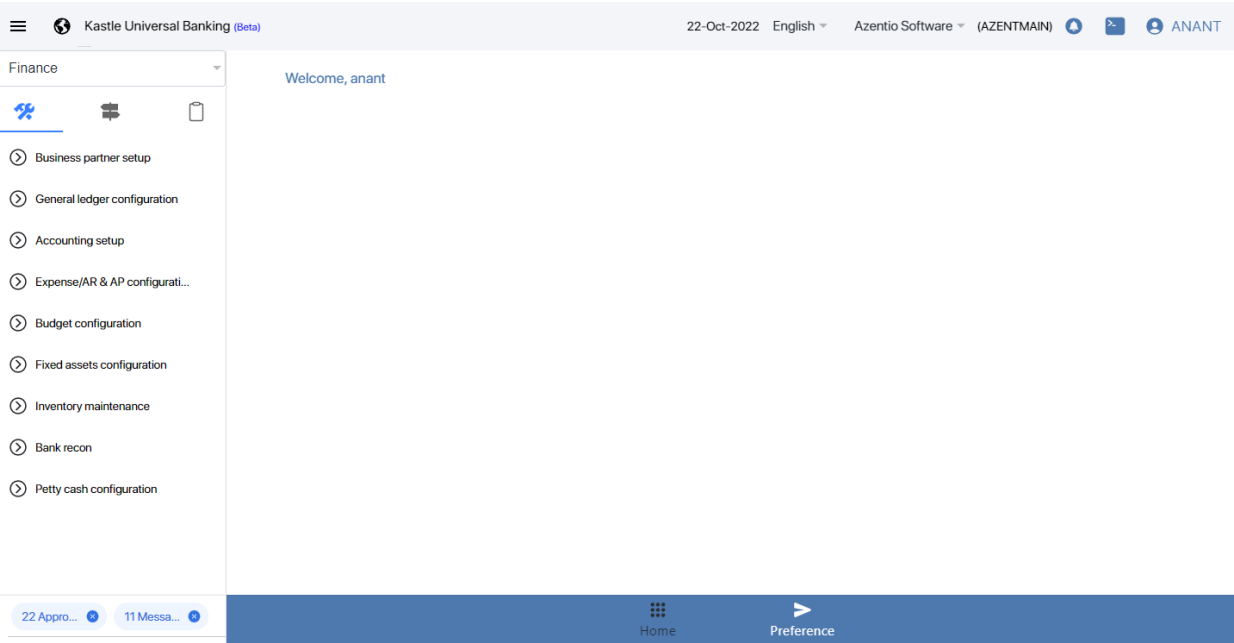 Kastle Universal Banking (Beta) 22-Oct-2022 English Azentio Software (AZENTMAIN) ANANT
Finance
Welcome, anant
Business partner setup
General ledger configuration
Accounting setup
Expense/AR & AP configurati...
Budget configuration
Fixed assets configuration
Inventory maintenance
Bank recon
Petty cash configuration
22 Appro... 11 Messa...
Home Preference